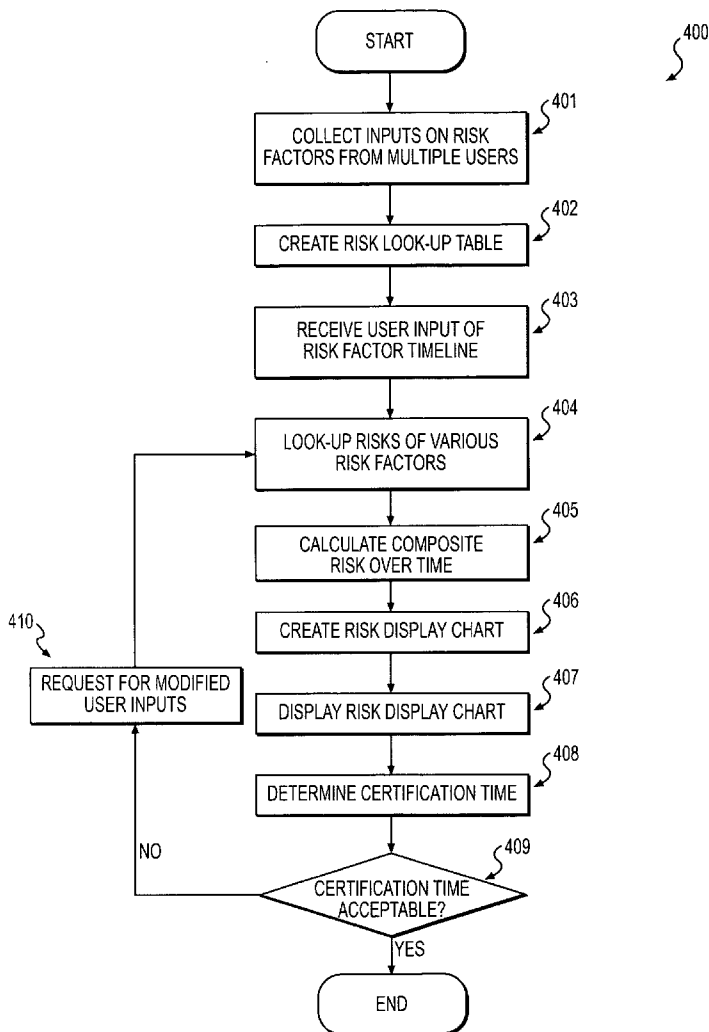 START
400
401
COLLECT INPUTS ON RISK
FACTORS FROM MULTIPLE USERS
402
CREATE RISK LOOK-UP TABLE
403
RECEIVE USER INPUT OF
RISK FACTOR TIMELINE
404
LOOK-UP RISKS OF VARIOUS
RISK FACTORS
405
CALCULATE COMPOSITE
RISK OVER TIME
406
CREATE RISK DISPLAY CHART
410
REQUEST FOR MODIFIED
USER INPUTS
407
DISPLAY RISK DISPLAY CHART
408
DETERMINE CERTIFICATION TIME
NO
409
CERTIFICATION TIME
ACCEPTABLE?
YES
END